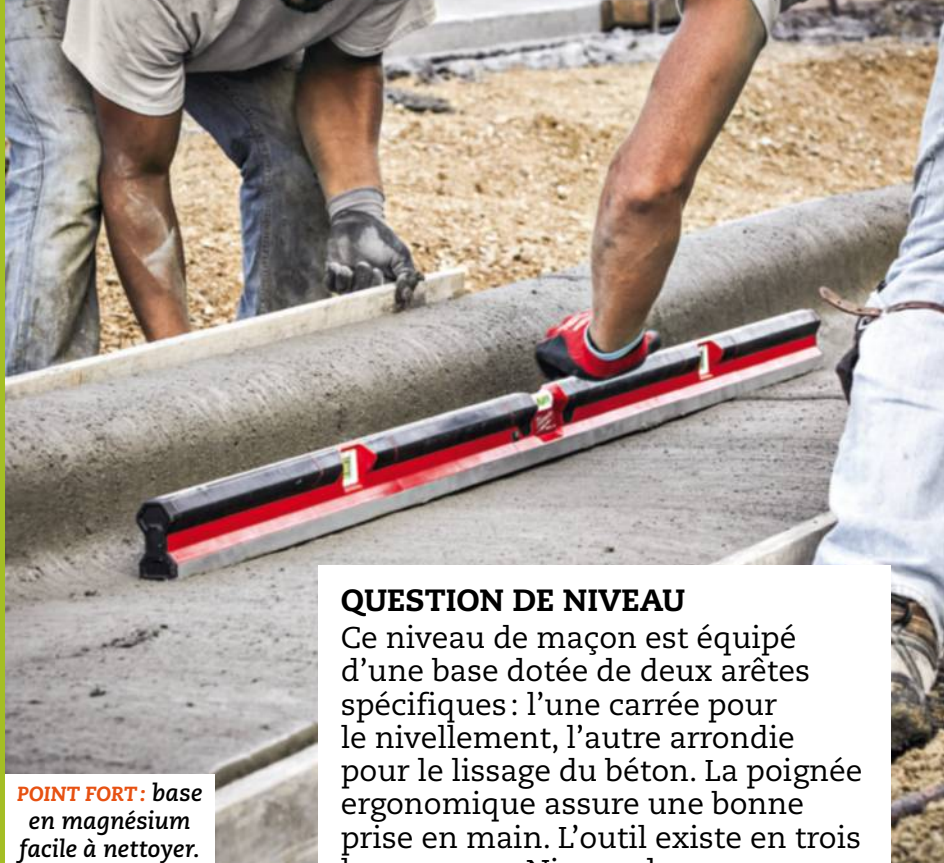 QUESTION DE NIVEAU
Ce niveau de maçon est équipé
d’une base dotée de deux arêtes
spécifiques : l’une carrée pour
le nivellement, l’autre arrondie
pour le lissage du béton. La poignée
ergonomique assure une bonne
prise en main. L’outil existe en trois
POINT FORT : base
en magnésium
facile à nettoyer.